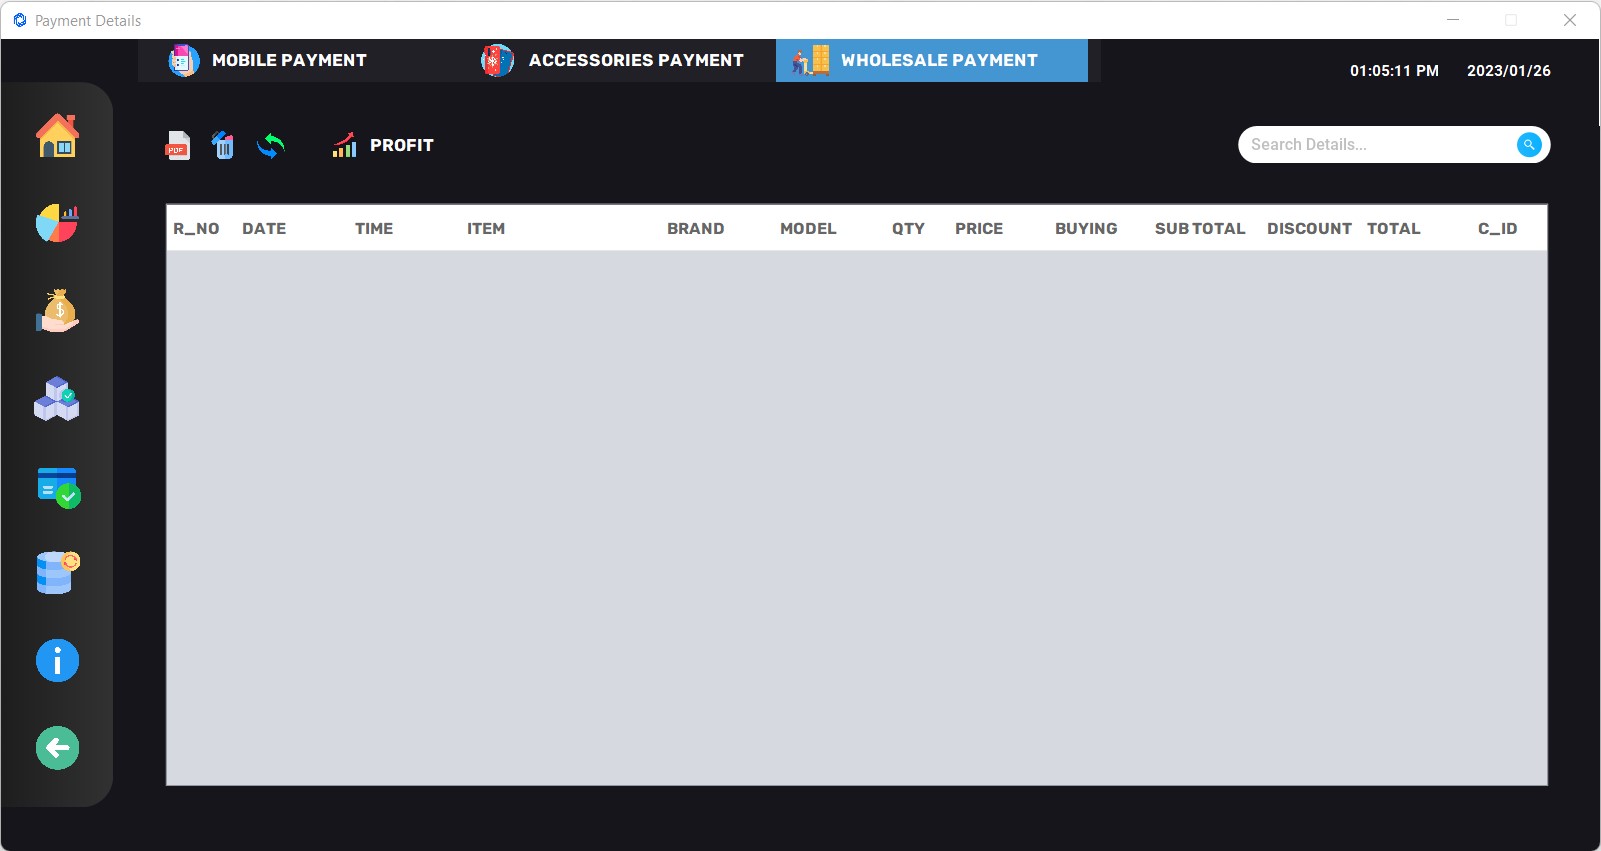 Payment Details
MOBILE PAYMENT ACCESSORIES PAYMENT WHOLESALE PAYMENT
01:05:11 PM 2023/01/26
PDF PROFIT Search Details...
R_NO DATE TIME ITEM BRAND MODEL QTY PRICE BUYING SUB TOTAL DISCOUNT TOTAL C_ID